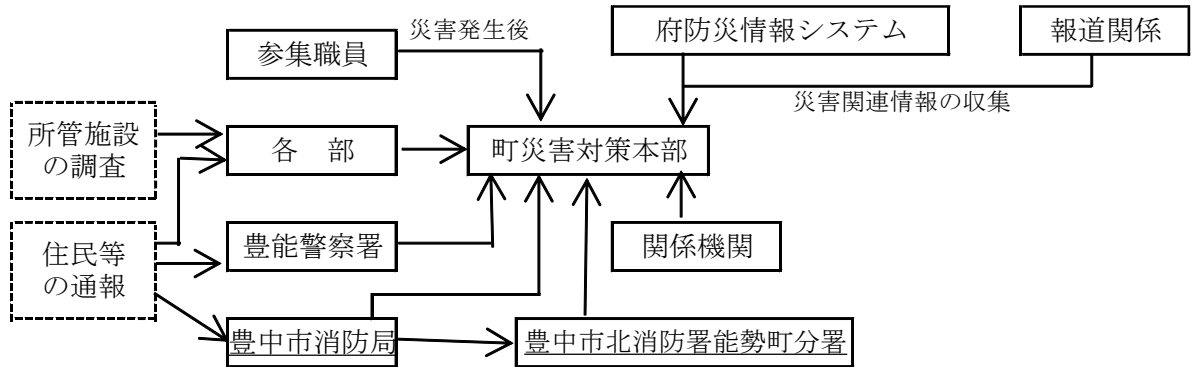 参集職員
災害発生後
府防災情報システム
報道関係
災害関連情報の収集
所管施設
の調査
各　部
町災害対策本部
住民等
の通報
豊能警察署
関係機関
豊中市消防局
豊中市北消防署能勢町分署